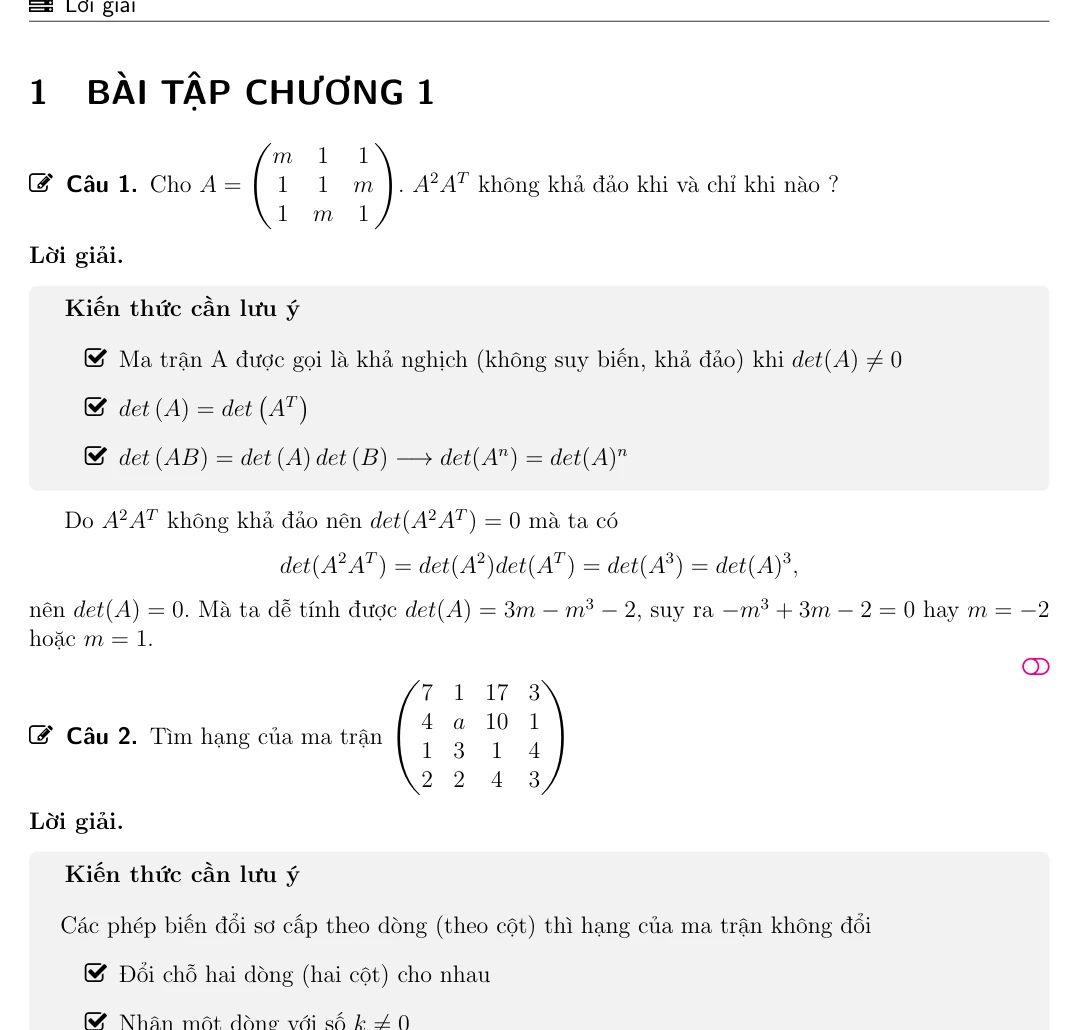 Lời giải
1 BÀI TẬP CHƯƠNG 1
Câu 1. Cho A = \begin{pmatrix} m & 1 & 1 \\ 1 & 1 & m \\ 1 & m & 1 \end{pmatrix}. A²Aᵀ không khả đảo khi và chỉ khi nào ?
Lời giải.
Kiến thức cần lưu ý
Ma trận A được gọi là khả nghịch (không suy biến, khả đảo) khi det(A) ≠ 0
det (A) = det (Aᵀ)
det (AB) = det (A) det (B) ⟶ det(Aⁿ) = det(A)ⁿ
Do A²Aᵀ không khả đảo nên det(A²Aᵀ) = 0 mà ta có
det(A²Aᵀ) = det(A²)det(Aᵀ) = det(A³) = det(A)³,
nên det(A) = 0. Mà ta dễ tính được det(A) = 3m − m³ − 2, suy ra −m³ + 3m − 2 = 0 hay m = −2
hoặc m = 1.
Câu 2. Tìm hạng của ma trận \begin{pmatrix} 7 & 1 & 17 & 3 \\ 4 & a & 10 & 1 \\ 1 & 3 & 1 & 4 \\ 2 & 2 & 4 & 3 \end{pmatrix}
Lời giải.
Kiến thức cần lưu ý
Các phép biến đổi sơ cấp theo dòng (theo cột) thì hạng của ma trận không đổi
Đổi chỗ hai dòng (hai cột) cho nhau
Nhân một dòng với số k ≠ 0